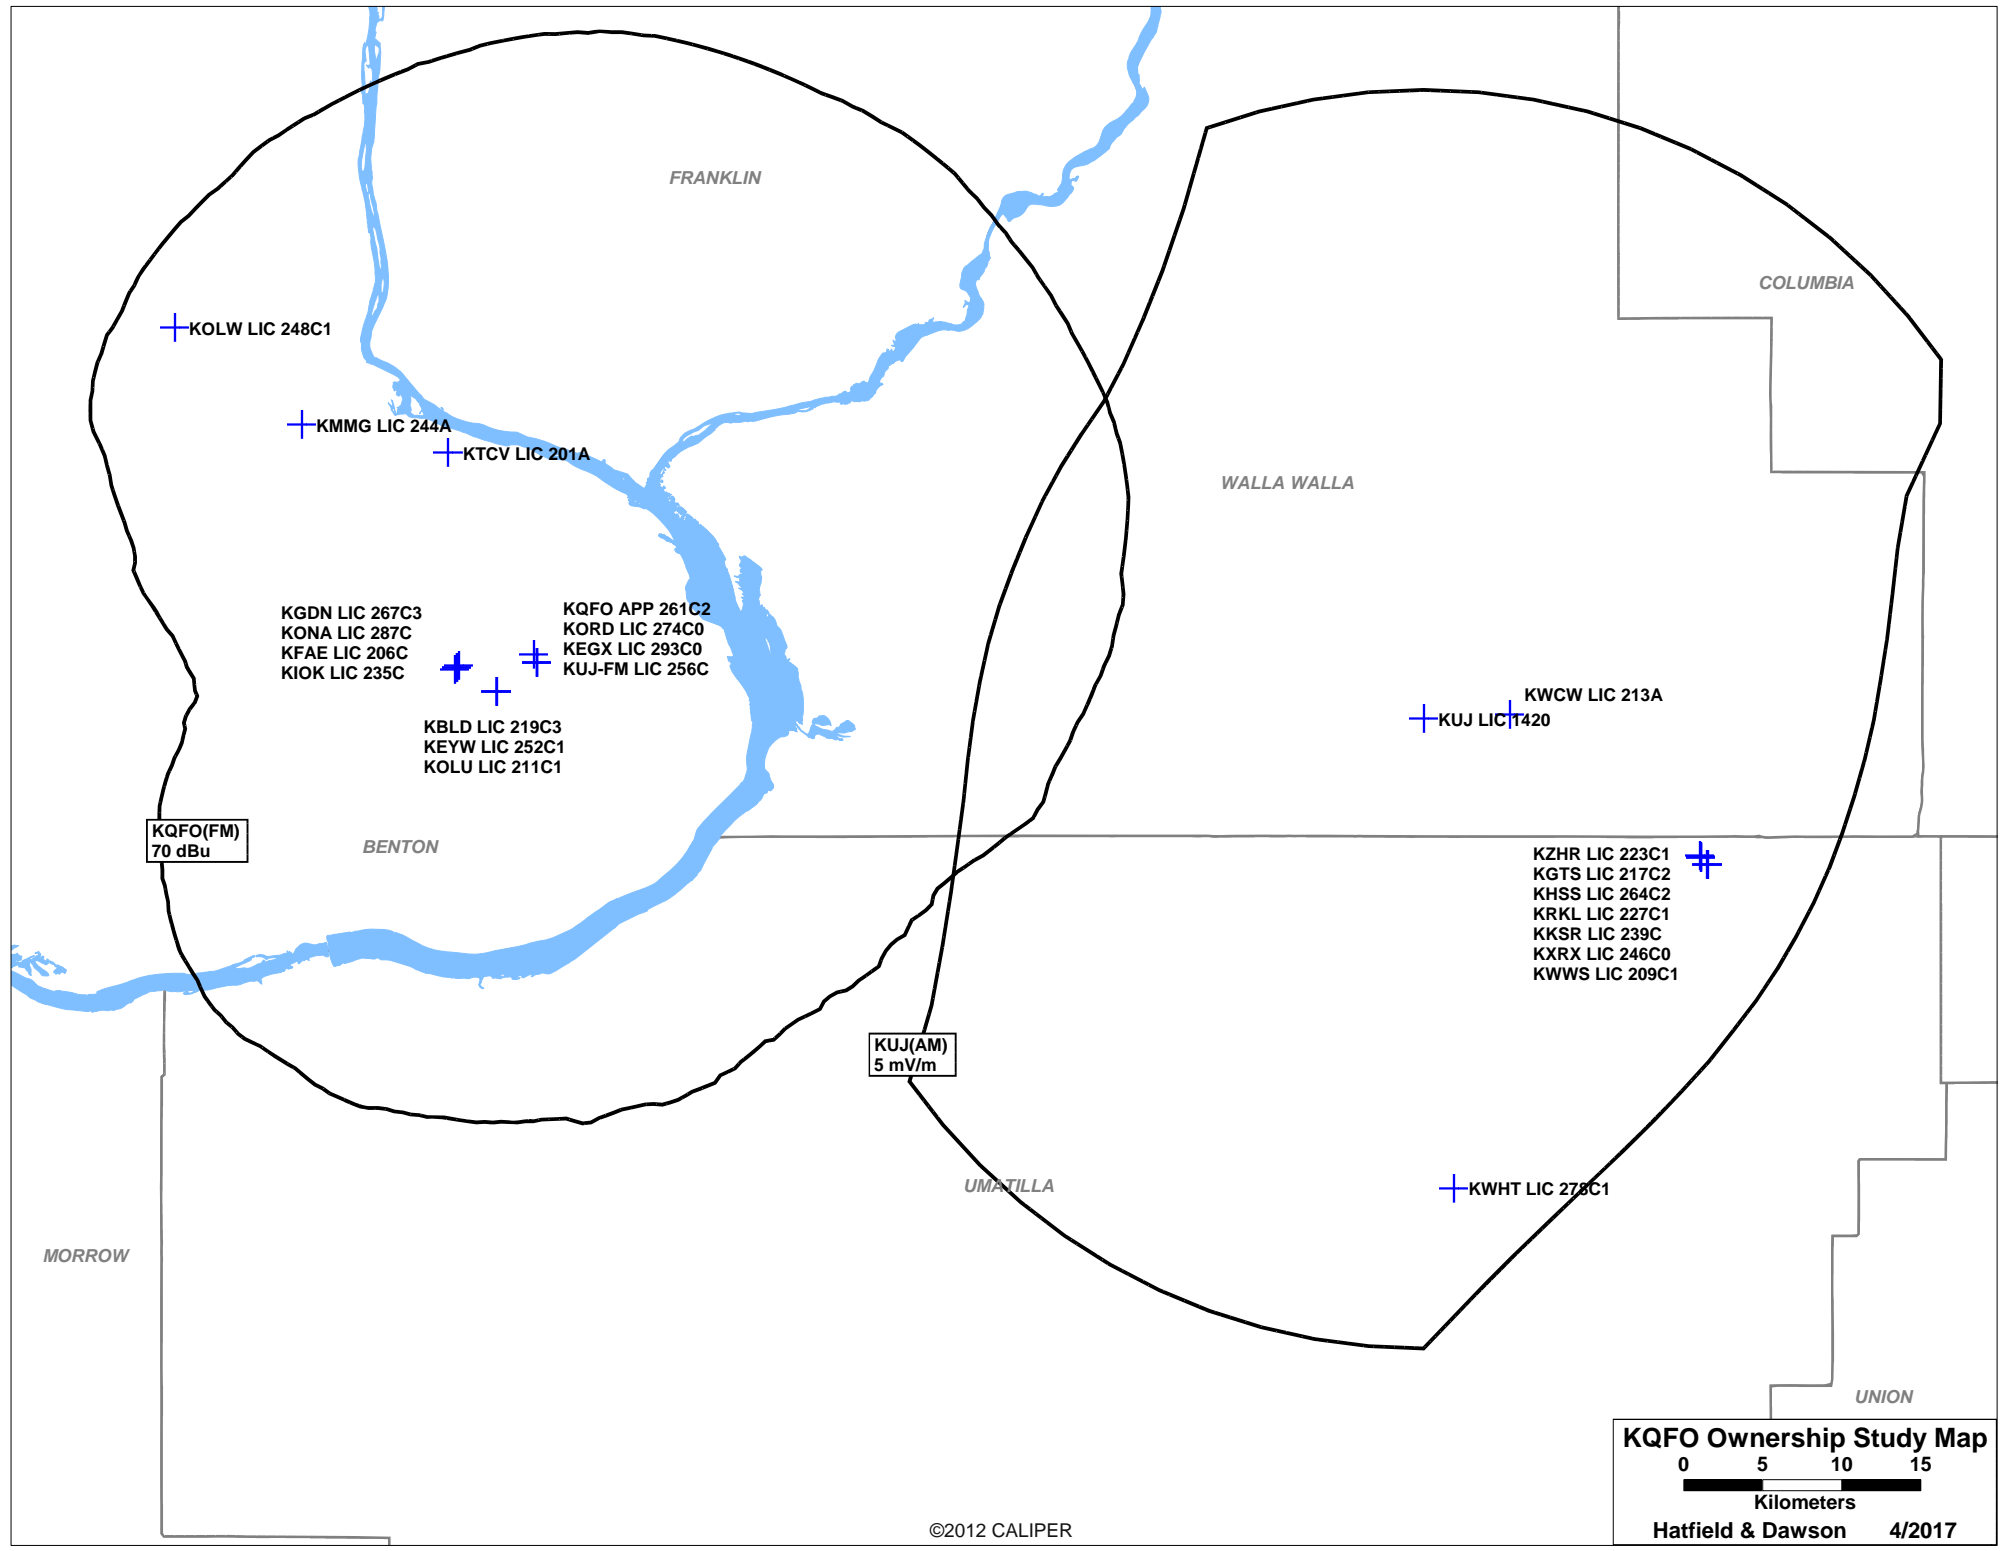 FRANKLIN
COLUMBIA
KOLW LIC 248C1
KMMG LIC 244A
KTCV LIC 201A
WALLA WALLA
KGDN LIC 267C3
KONA LIC 287C
KFAE LIC 206C
KIOK LIC 235C
KQFO APP 261C2
KORD LIC 274C0
KEGX LIC 293C0
KUJ-FM LIC 256C
KBLD LIC 219C3
KEYW LIC 252C1
KOLU LIC 211C1
KWCW LIC 213A
KUJ LIC 1420
KQFO(FM)
70 dBu
BENTON
KZHR LIC 223C1
KGTS LIC 217C2
KHSS LIC 264C2
KRKL LIC 227C1
KKSR LIC 239C
KXRX LIC 246C0
KWWS LIC 209C1
KUJ(AM)
5 mV/m
UMATILLA
KWHT LIC 278C1
MORROW
UNION
KQFO Ownership Study Map
0 5 10 15
Kilometers
Hatfield & Dawson 4/2017
©2012 CALIPER